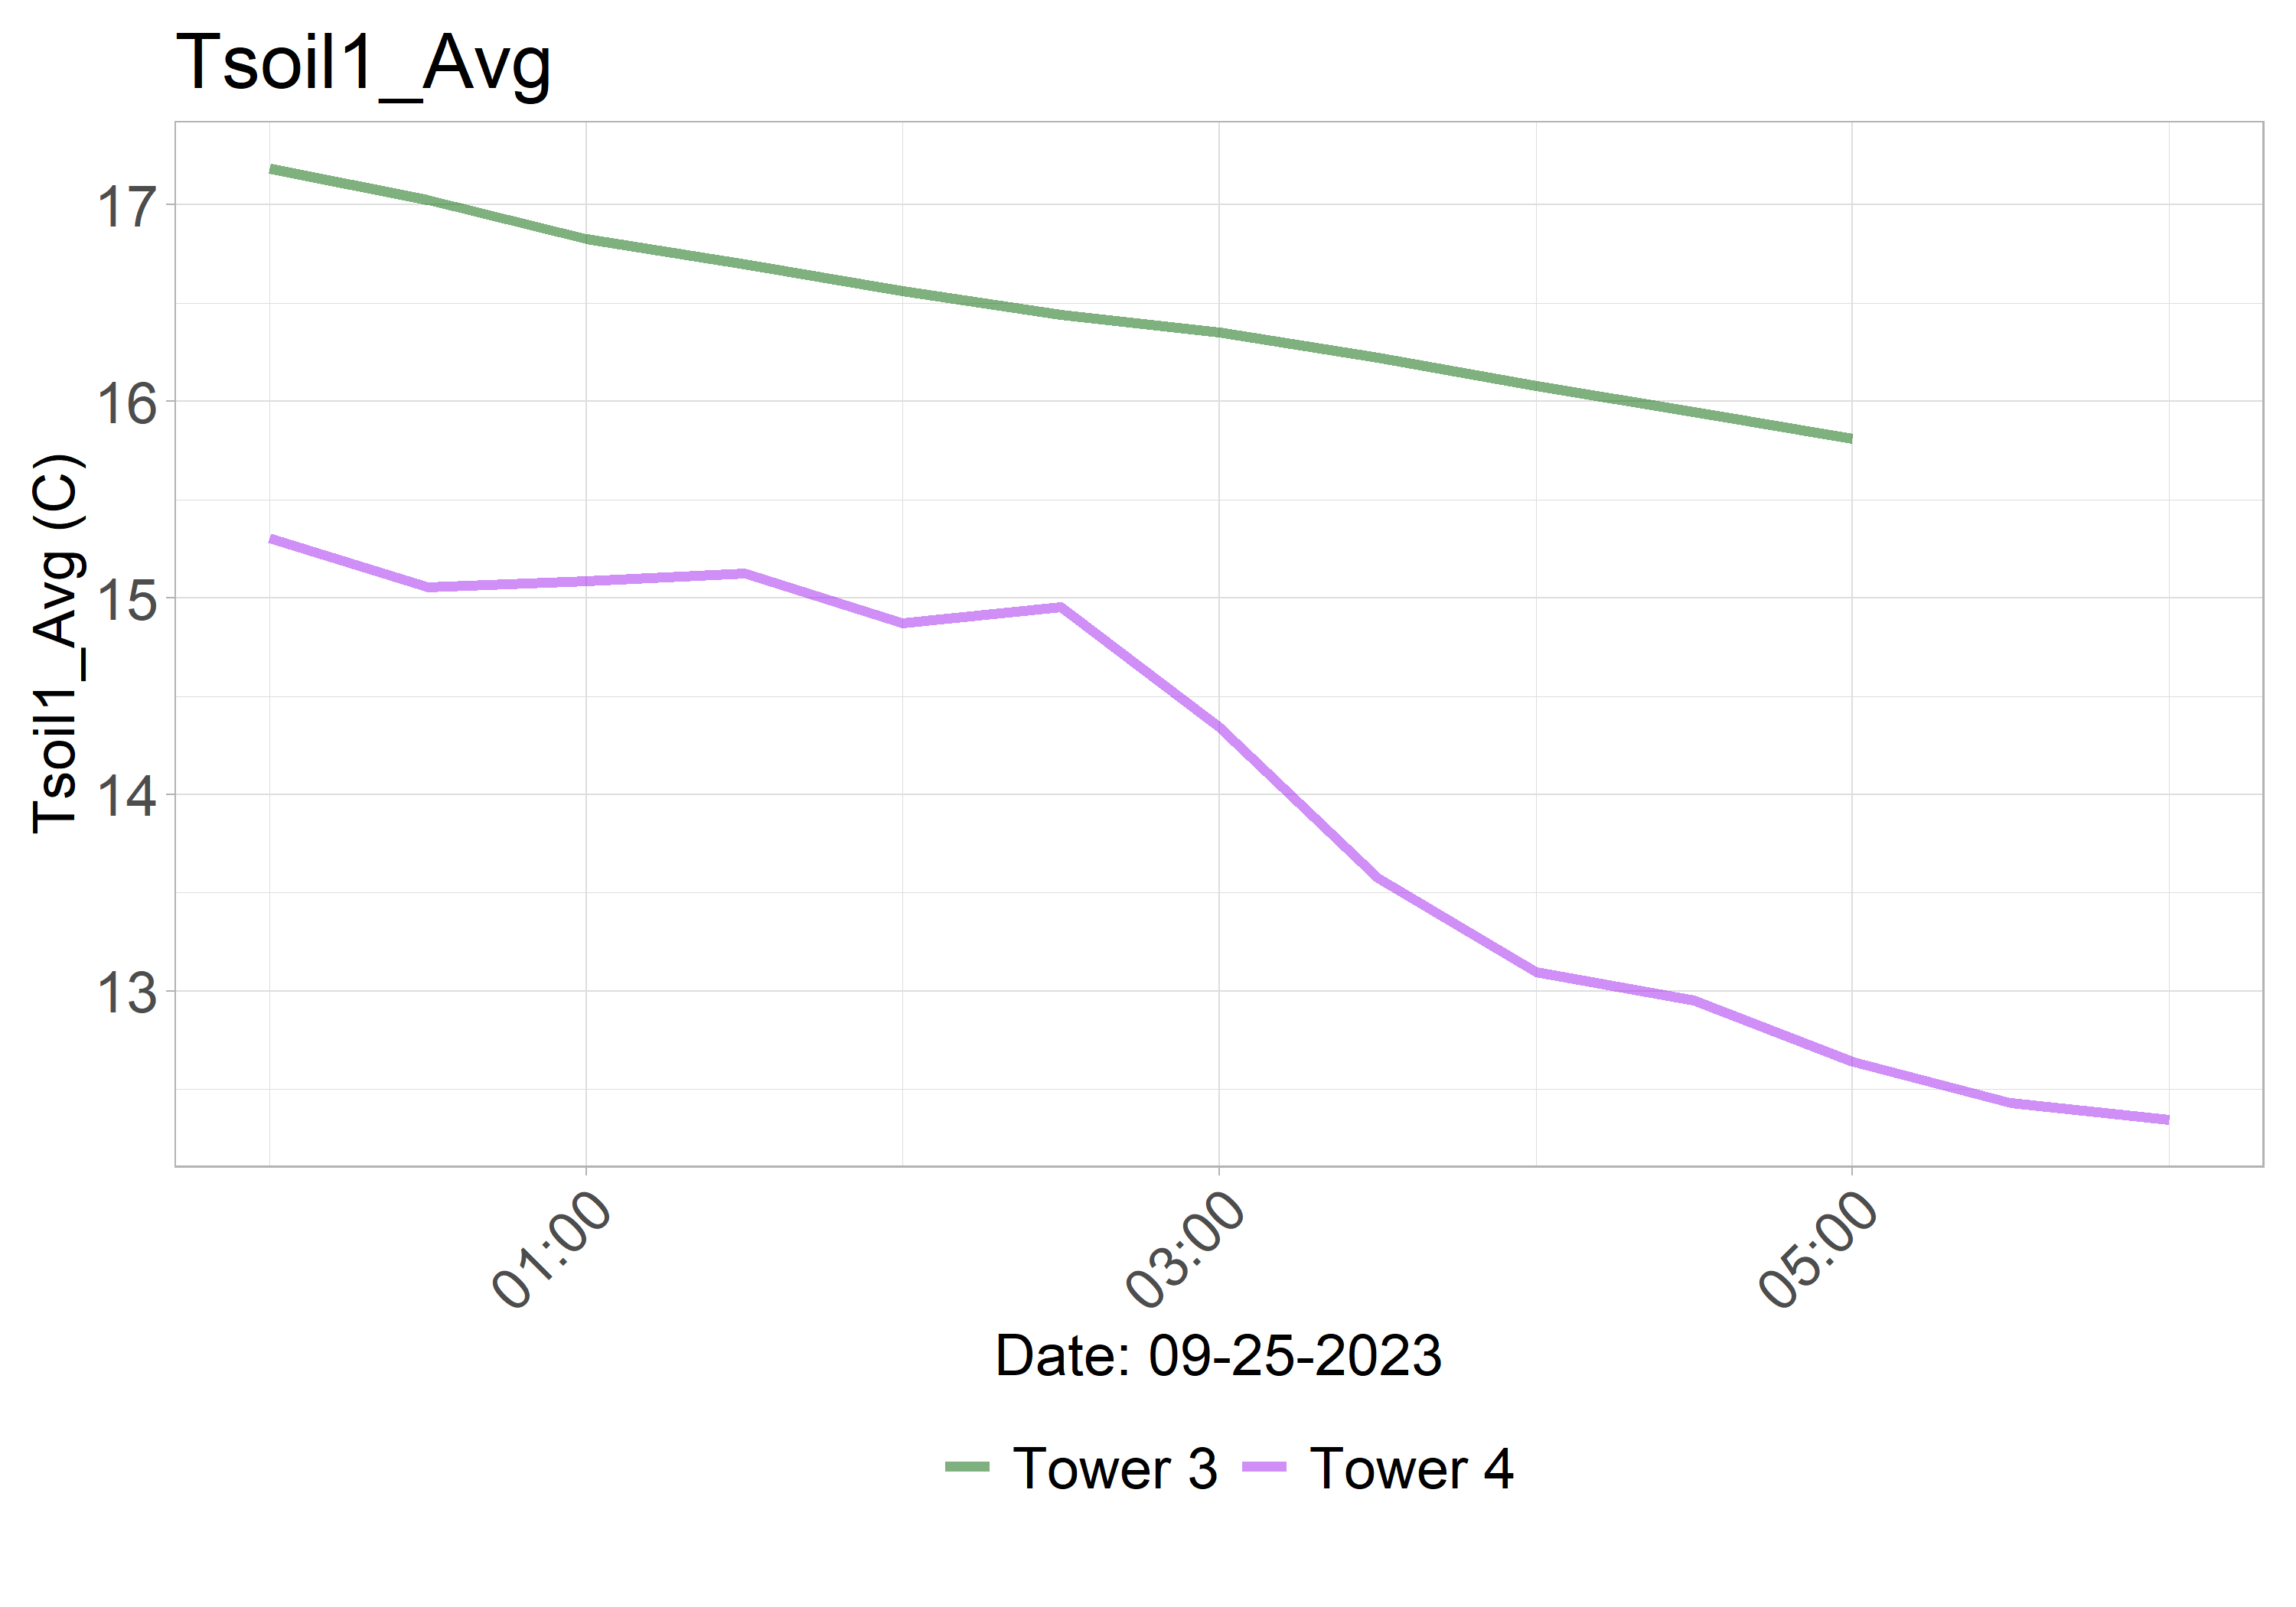 Tsoil1_Avg
Tsoil1_Avg (C)
17
16
15
14
13
01:00
03:00
05:00
Date: 09-25-2023
Tower 3
Tower 4